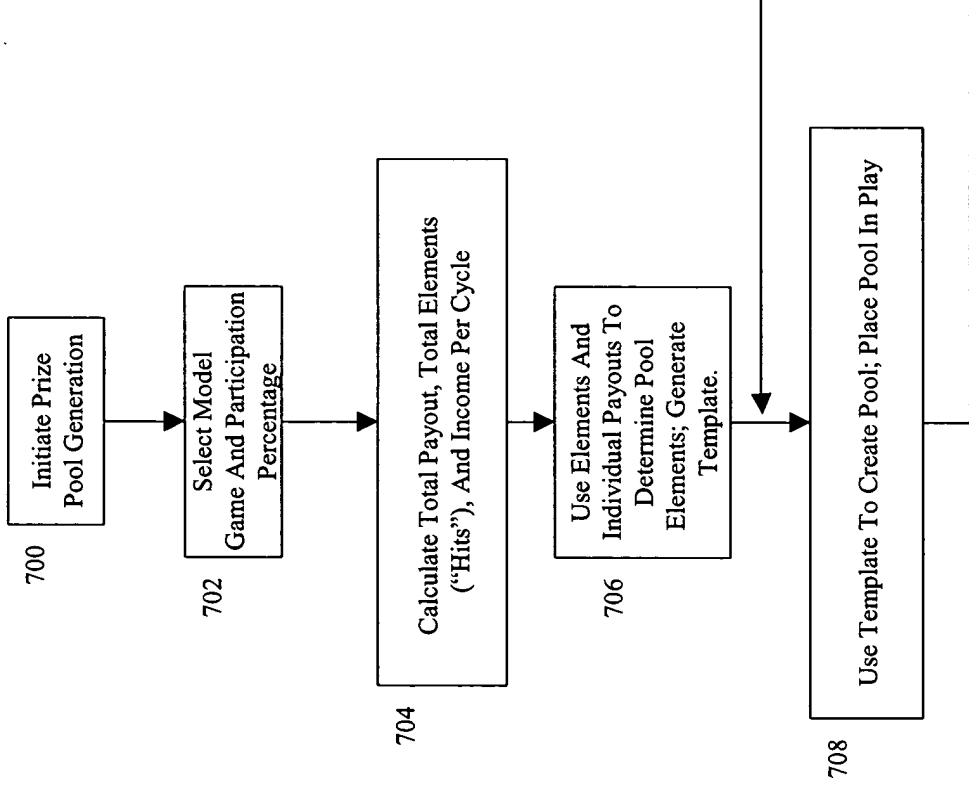 700
Initiate Prize
Pool Generation
702
Select Model
Game And Participation
Percentage
704
Calculate Total Payout, Total Elements
(“Hits”), And Income Per Cycle
706
Use Elements And
Individual Payouts To
Determine Pool
Elements; Generate
Template.
708
Use Template To Create Pool; Place Pool In Play